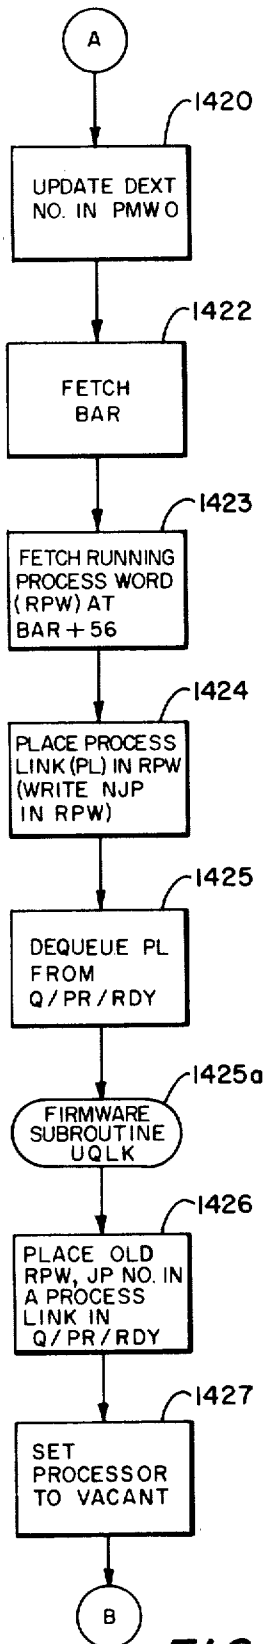 A
1420
UPDATE DEXT
NO. IN PMW O
1422
FETCH
BAR
1423
FETCH RUNNING
PROCESS WORD
(RPW) AT
BAR + 56
1424
PLACE PROCESS
LINK (PL) IN RPW
(WRITE NJP
IN RPW)
1425
DEQUEUE PL
FROM
Q/PR/RDY
1425a
FIRMWARE
SUBROUTINE
UQLK
1426
PLACE OLD
RPW, JP NO. IN
A PROCESS
LINK IN
Q/PR/RDY
1427
SET
PROCESSOR
TO VACANT
B